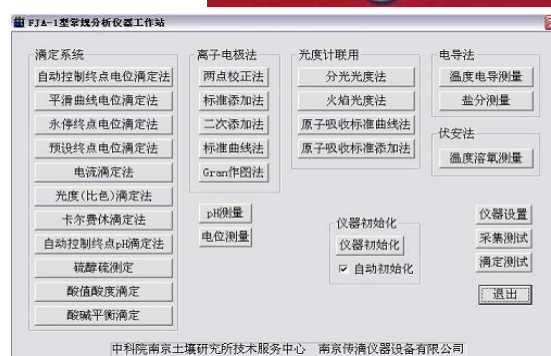 FJA-1型常规分析仪器工作站
滴定系统
自动控制终点电位滴定法
平滑曲线电位滴定法
永停终点电位滴定法
预设终点电位滴定法
电流滴定法
光度(比色)滴定法
卡尔费休滴定法
自动控制终点pH滴定法
硫醇硫测定
酸值酸度滴定
酸碱平衡滴定
离子电极法
两点校正法
标准添加法
二次添加法
标准曲线法
Gran作图法
pH测量
电位测量
光度计联用
分光光度法
火焰光度法
原子吸收标准曲线法
原子吸收标准添加法
仪器初始化
仪器初始化
自动初始化
电导法
温度电导测量
盐分测量
伏安法
温度溶氧测量
仪器设置
采集测试
滴定测试
退出
中科院南京土壤研究所技术服务中心 南京传滴仪器设备有限公司